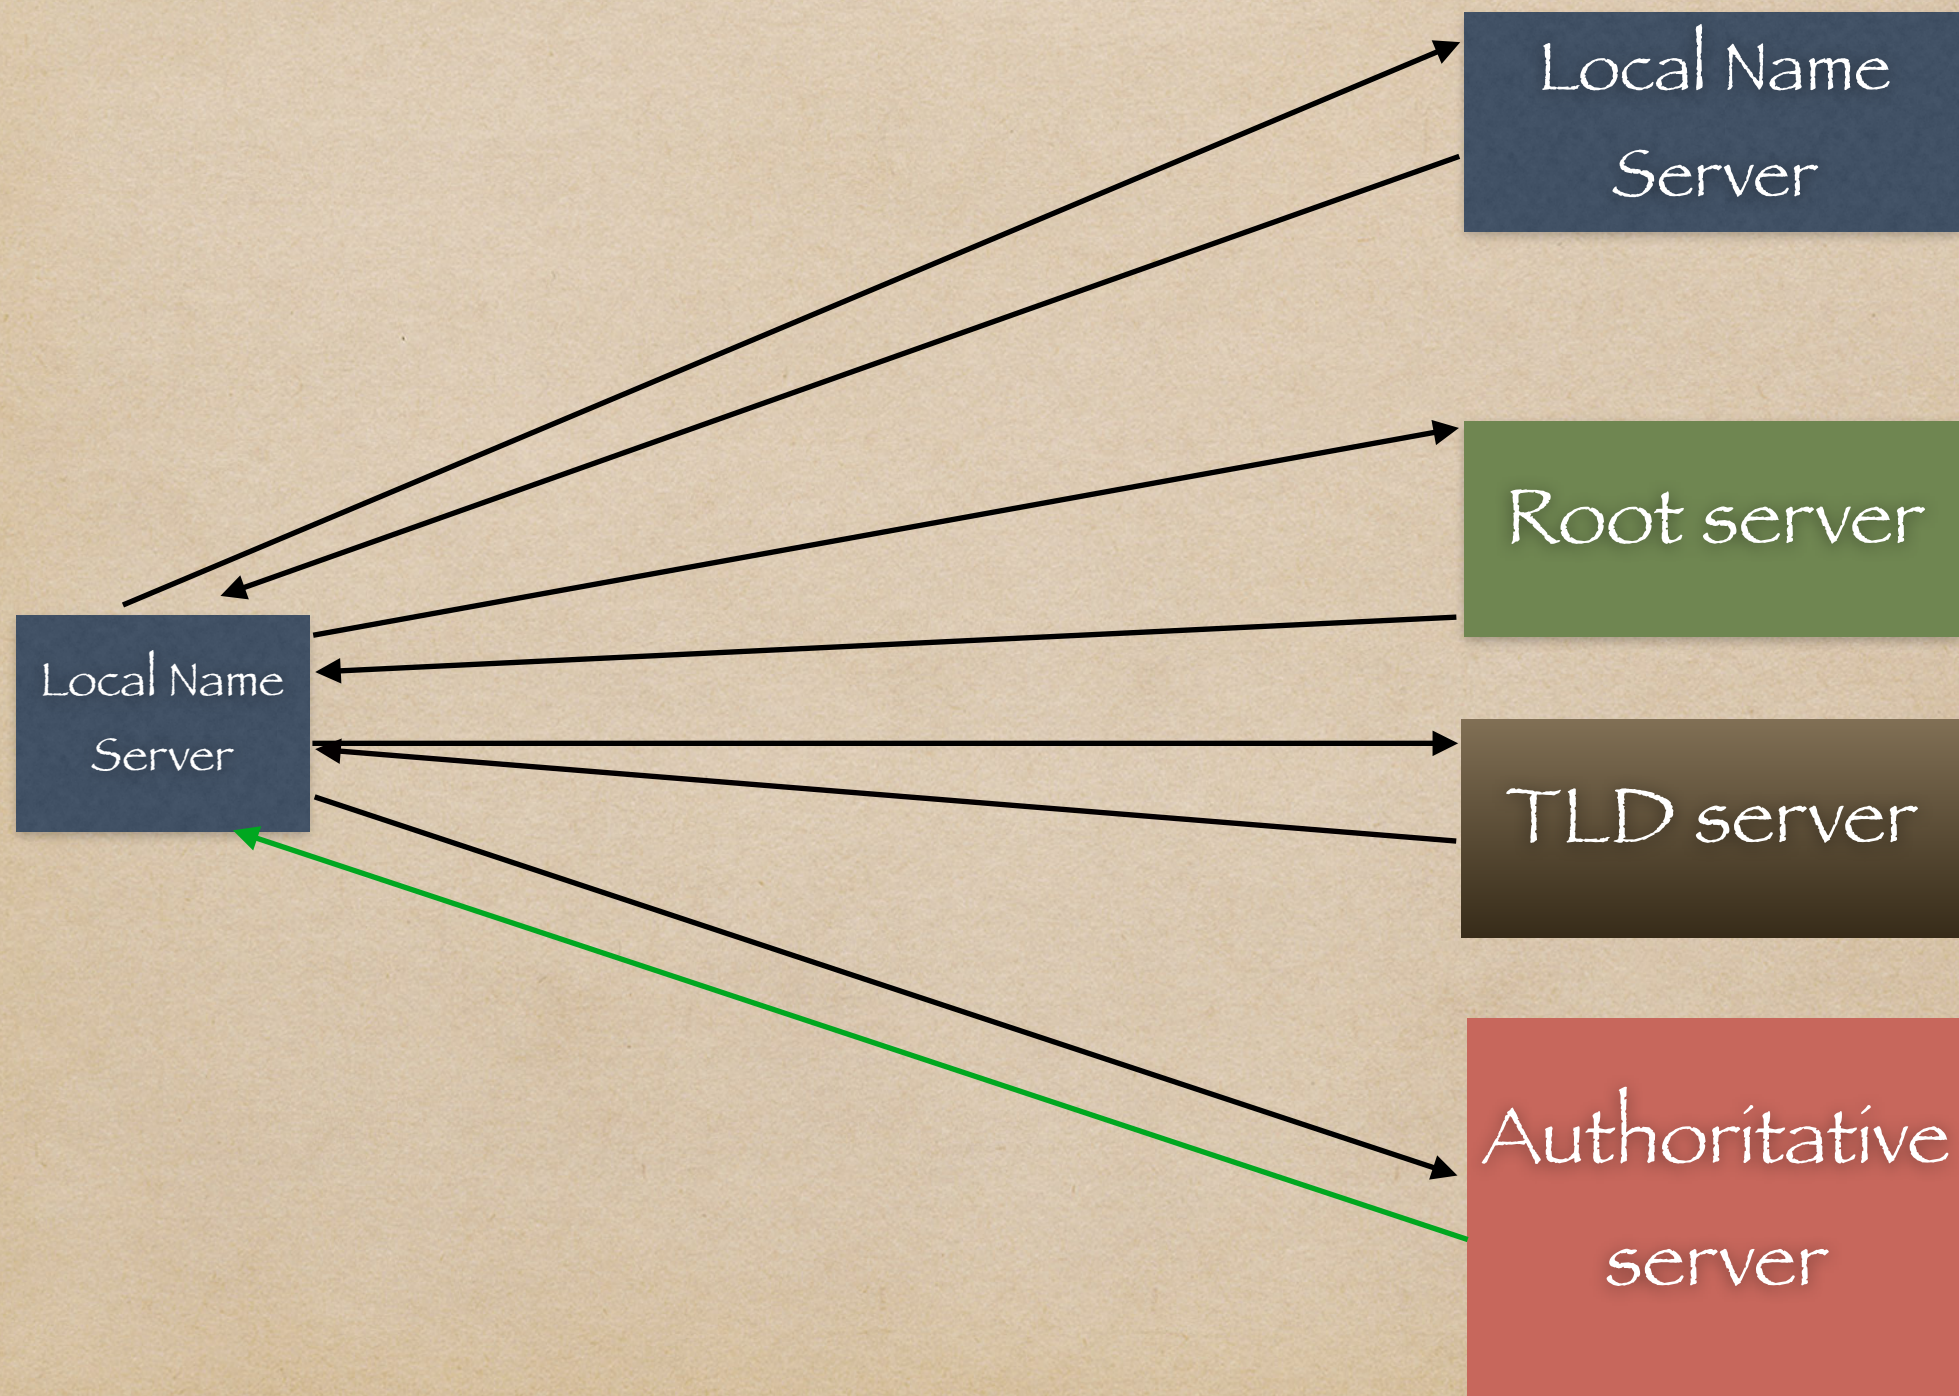 Local Name
Server
Root server
Local Name
Server
TLD server
Authoritative
server